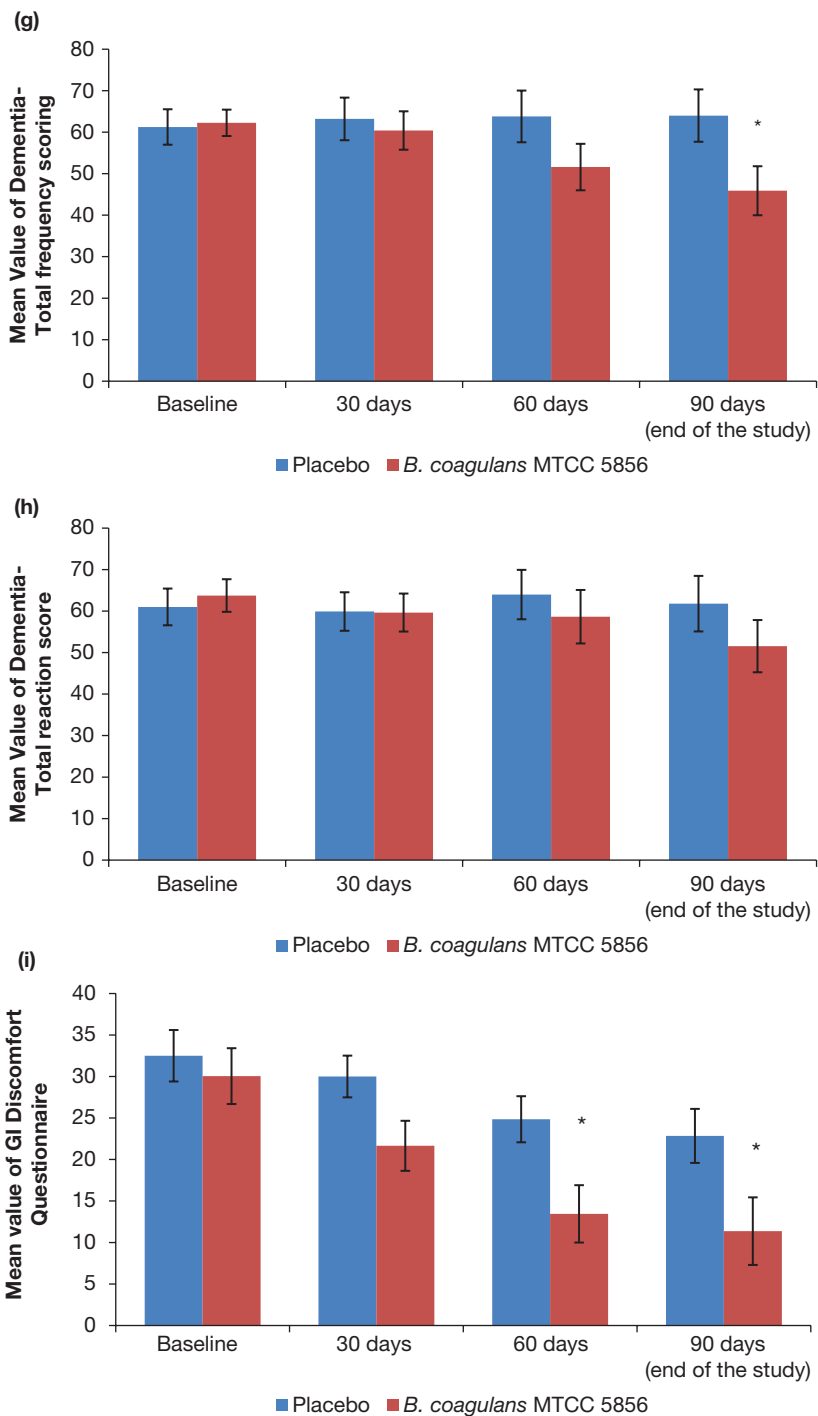 (g)
Mean Value of Dementia-
Total frequency scoring
80
70
60
50
40
30
20
10
0
*
Baseline
30 days
60 days
90 days
(end of the study)
Placebo B. coagulans MTCC 5856
(h)
Mean Value of Dementia-
Total reaction score
80
70
60
50
40
30
20
10
0
Baseline
30 days
60 days
90 days
(end of the study)
Placebo B. coagulans MTCC 5856
(i)
Mean value of GI Discomfort
Questionnaire
40
35
30
25
20
15
10
5
0
*
*
Baseline
30 days
60 days
90 days
(end of the study)
Placebo B. coagulans MTCC 5856